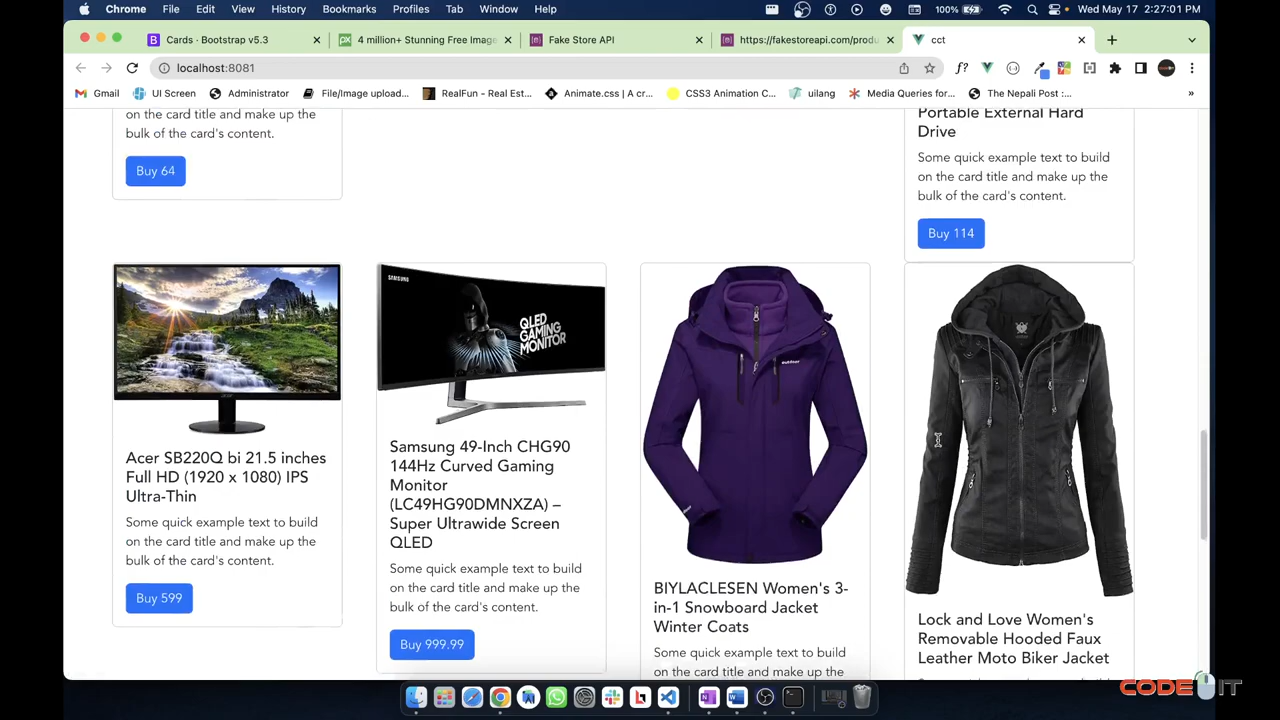 Chrome File Edit View History Bookmarks Profiles Tab Window Help 100% Wed May 17 2:27:01 PM
Cards · Bootstrap v5.3
4 million+ Stunning Free Image
Fake Store API
https://fakestoreapi.com/produ
cct
localhost:8081
f?
Gmail UI Screen Administrator File/Image upload... RealFun - Real Est... Animate.css | A cr... CSS3 Animation C... uilang Media Queries for... The Nepali Post :... »
on the card title and make up the
bulk of the card's content.
Buy 64
Portable External Hard
Drive
Some quick example text to build
on the card title and make up the
bulk of the card's content.
Buy 114
SAMSUNG
QLED
GAMING
MONITOR
acer
Outdoor
Acer SB220Q bi 21.5 inches
Full HD (1920 x 1080) IPS
Ultra-Thin
Some quick example text to build
on the card title and make up the
bulk of the card's content.
Buy 599
Samsung 49-Inch CHG90
144Hz Curved Gaming
Monitor
(LC49HG90DMNXZA) –
Super Ultrawide Screen
QLED
Some quick example text to build
on the card title and make up the
bulk of the card's content.
Buy 999.99
BIYLACLESEN Women's 3-
in-1 Snowboard Jacket
Winter Coats
Some quick example text to build
on the card title and make up the
Lock and Love Women's
Removable Hooded Faux
Leather Moto Biker Jacket
CODE IT